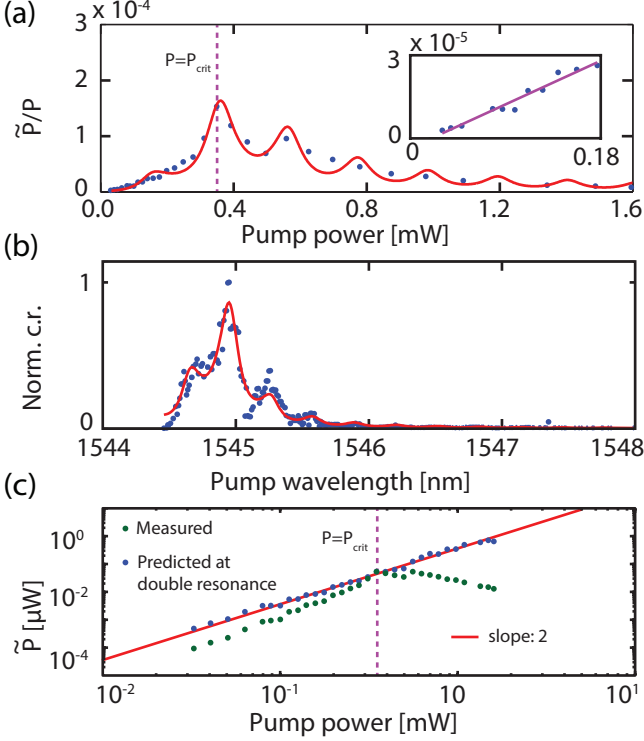 (a)
x 10⁻⁴
3
2
1
0
P̃/P
P=P_crit
x 10⁻⁵
3
0
0
0.18
0.0
0.4
0.8
1.2
1.6
Pump power [mW]
(b)
1
0
Norm. c.r.
1544
1545
1546
1547
1548
Pump wavelength [nm]
(c)
Measured
Predicted at
double resonance
P=P_crit
slope: 2
10⁰
10⁻²
10⁻⁴
P̃ [μW]
10⁻²
10⁻¹
10⁰
10¹
Pump power [mW]